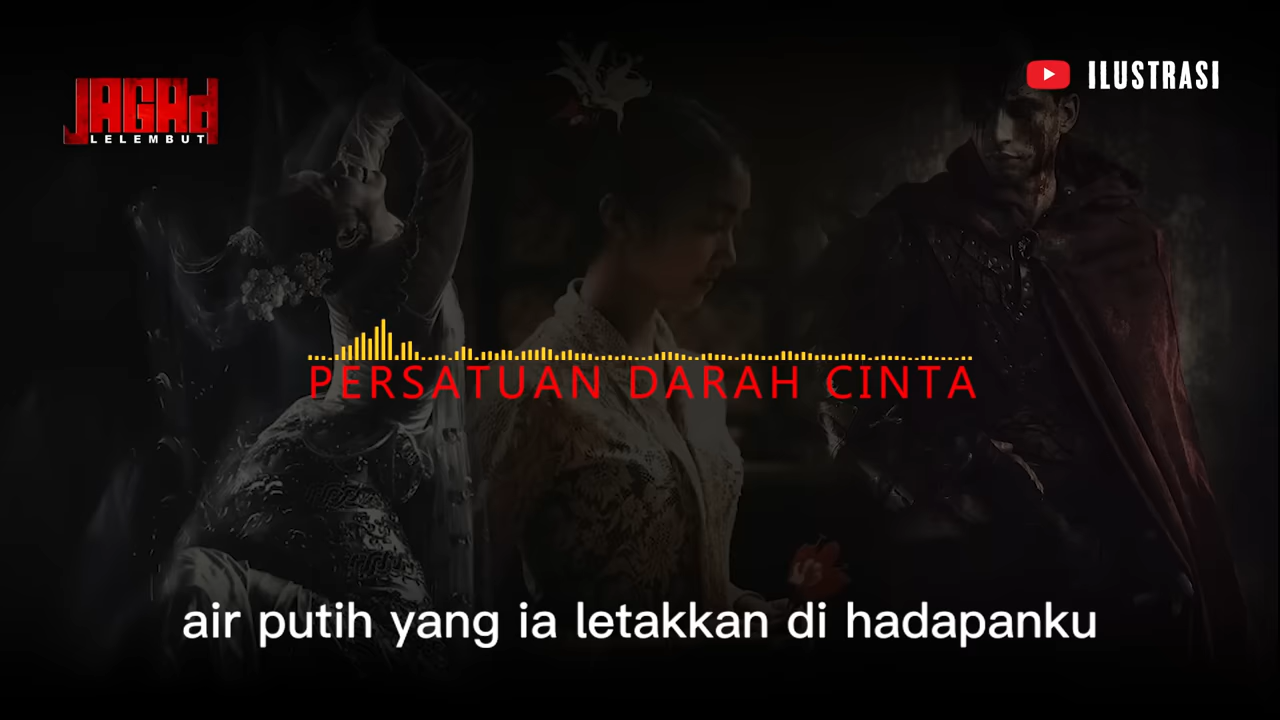 JAGAd
LELEMBUT
ILUSTRASI
PERSATUAN DARAH CINTA
air putih yang ia letakkan di hadapanku